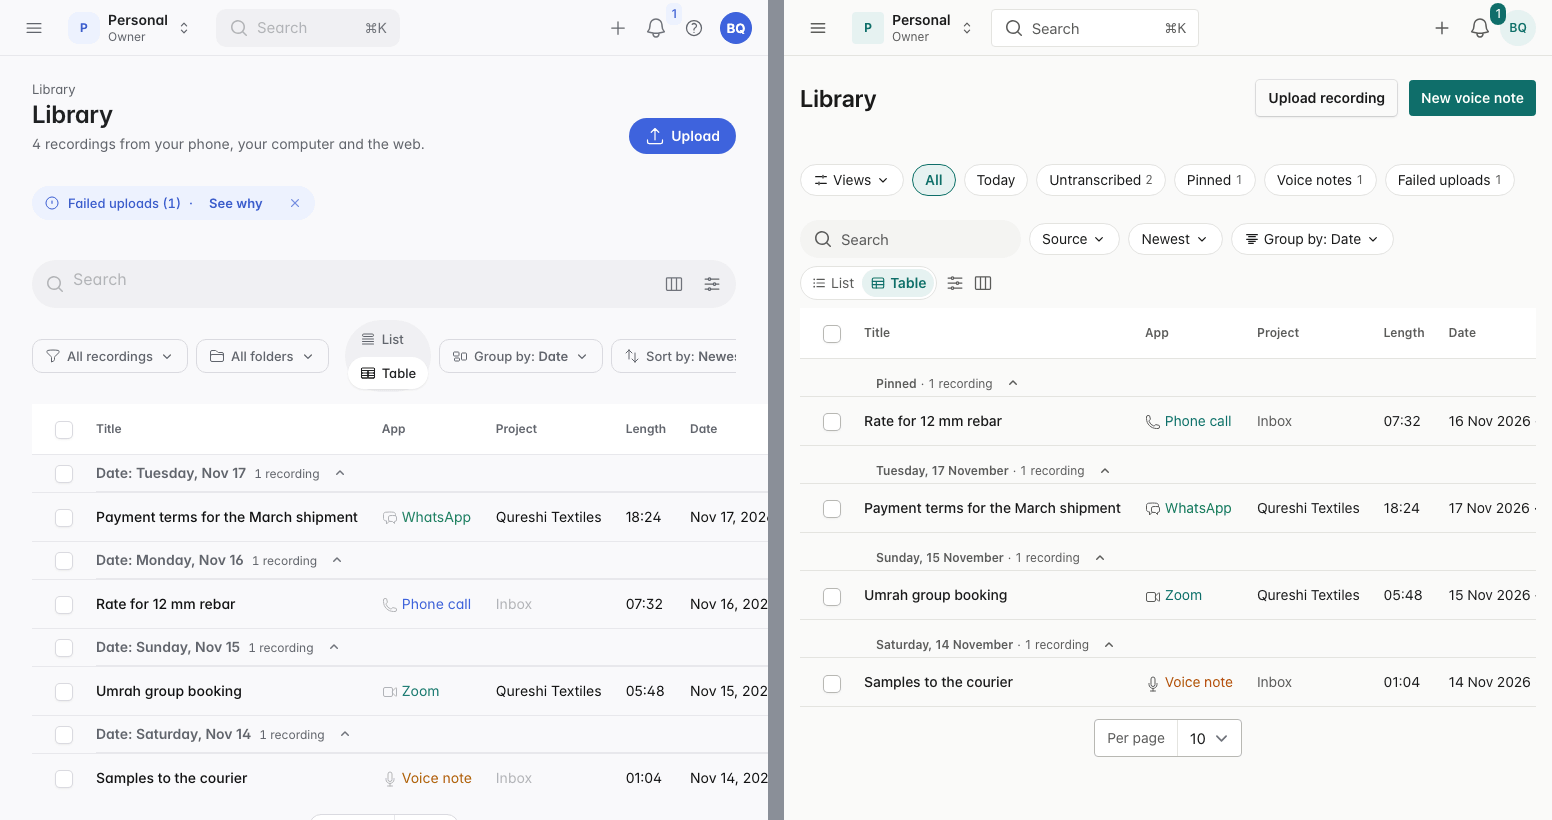 P Personal Owner Search ⌘K 1 BQ
Library
Library
4 recordings from your phone, your computer and the web.
Upload
Failed uploads (1) · See why
Search
All recordings All folders List Table Group by: Date Sort by: Newes
Title App Project Length Date
Date: Tuesday, Nov 17 1 recording
Payment terms for the March shipment WhatsApp Qureshi Textiles 18:24 Nov 17, 202
Date: Monday, Nov 16 1 recording
Rate for 12 mm rebar Phone call Inbox 07:32 Nov 16, 202
Date: Sunday, Nov 15 1 recording
Umrah group booking Zoom Qureshi Textiles 05:48 Nov 15, 202
Date: Saturday, Nov 14 1 recording
Samples to the courier Voice note Inbox 01:04 Nov 14, 202
P Personal Owner Search ⌘K 1 BQ
Library Upload recording New voice note
Views All Today Untranscribed 2 Pinned 1 Voice notes 1 Failed uploads 1
Search Source Newest Group by: Date
List Table
Title App Project Length Date
Pinned · 1 recording
Rate for 12 mm rebar Phone call Inbox 07:32 16 Nov 2026
Tuesday, 17 November · 1 recording
Payment terms for the March shipment WhatsApp Qureshi Textiles 18:24 17 Nov 2026
Sunday, 15 November · 1 recording
Umrah group booking Zoom Qureshi Textiles 05:48 15 Nov 2026
Saturday, 14 November · 1 recording
Samples to the courier Voice note Inbox 01:04 14 Nov 2026
Per page 10